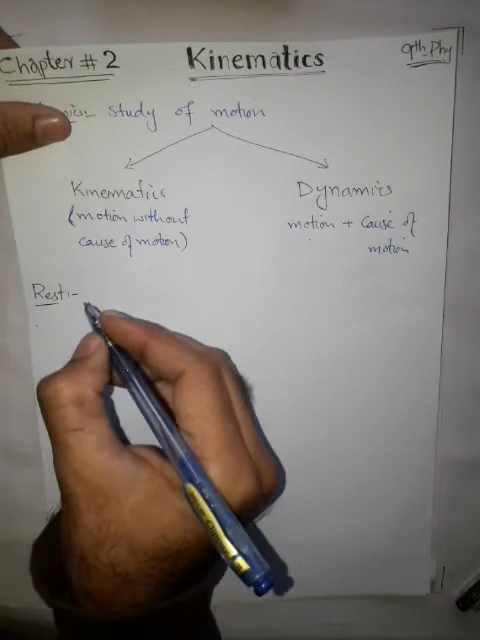 Chapter # 2 Kinematics 9th Phy
study of motion
Kinematics
(motion without
cause of motion)
Dynamics
motion + cause of
motion
Rest:-